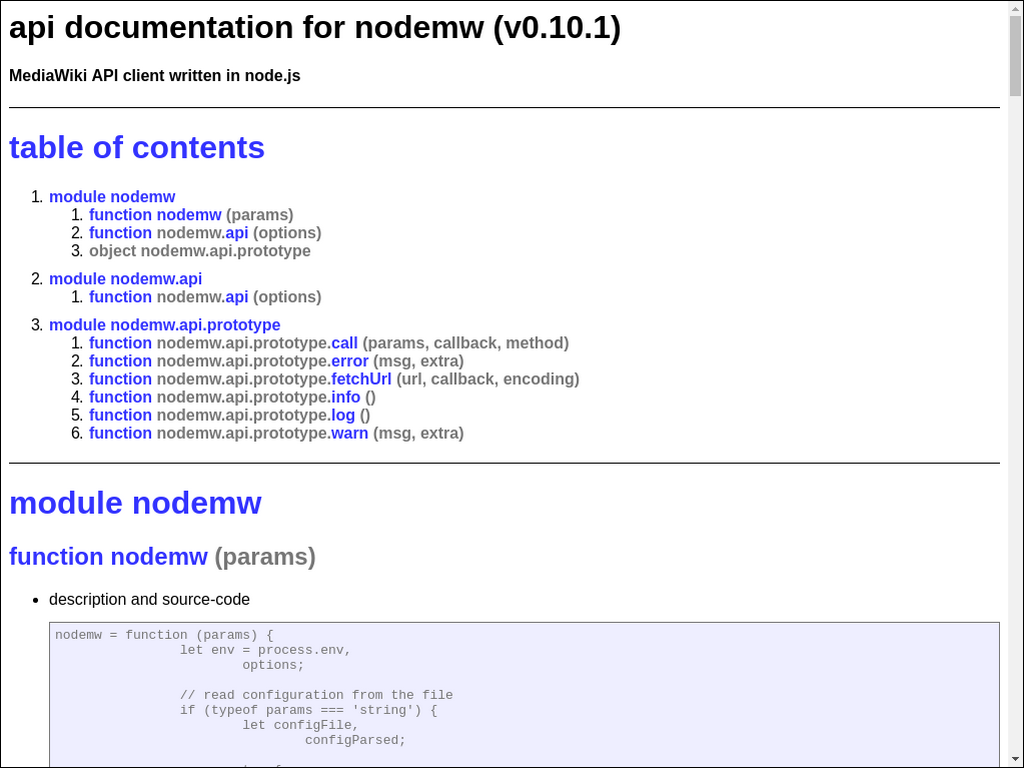 api documentation for nodemw (v0.10.1)
MediaWiki API client written in node.js
table of contents
1. module nodemw
1. function nodemw (params)
2. function nodemw.api (options)
3. object nodemw.api.prototype
2. module nodemw.api
1. function nodemw.api (options)
3. module nodemw.api.prototype
1. function nodemw.api.prototype.call (params, callback, method)
2. function nodemw.api.prototype.error (msg, extra)
3. function nodemw.api.prototype.fetchUrl (url, callback, encoding)
4. function nodemw.api.prototype.info ()
5. function nodemw.api.prototype.log ()
6. function nodemw.api.prototype.warn (msg, extra)
module nodemw
function nodemw (params)
• description and source-code
nodemw = function (params) {
let env = process.env,
options;
// read configuration from the file
if (typeof params === 'string') {
let configFile,
configParsed;